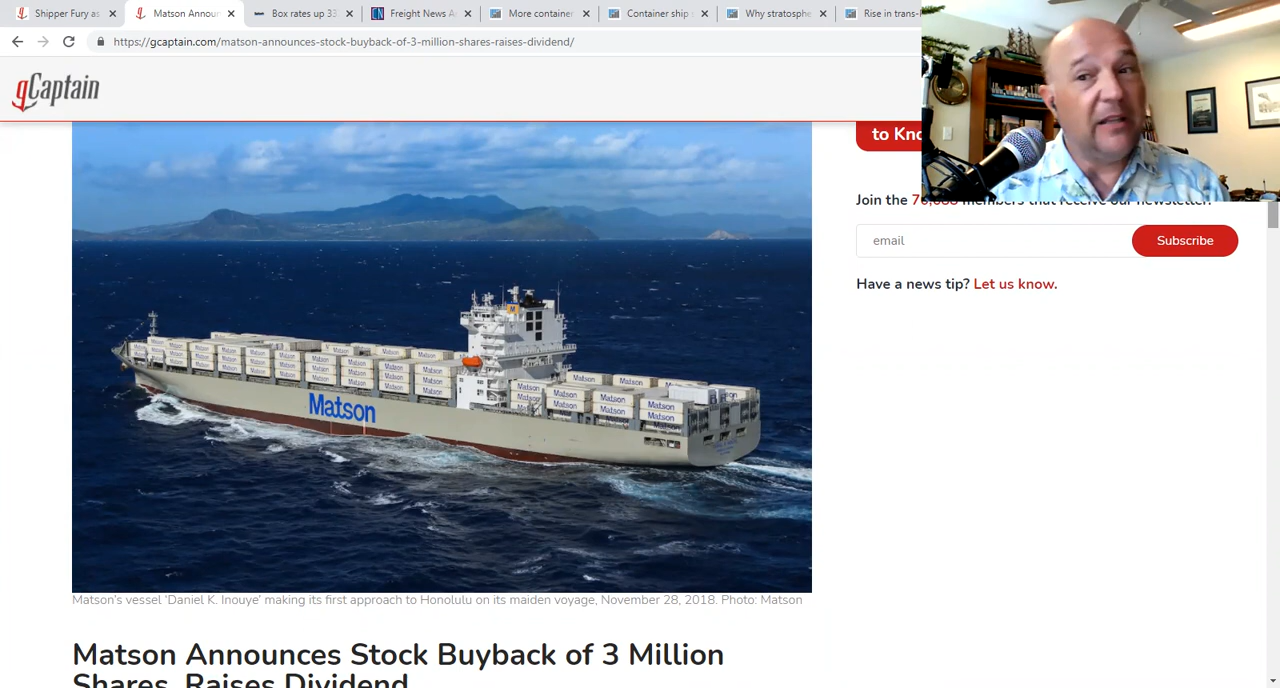 Shipper Fury as
Matson Announ
Box rates up 33
Freight News A
More container
Container ship
Why stratosphe
Rise in trans-
https://gcaptain.com/matson-announces-stock-buyback-of-3-million-shares-raises-dividend/
gCaptain
to Kno
Join the members that receive our newsletter.
email
Subscribe
Have a news tip? Let us know.
Matson
Matson's vessel 'Daniel K. Inouye' making its first approach to Honolulu on its maiden voyage, November 28, 2018. Photo: Matson
Matson Announces Stock Buyback of 3 Million
Shares, Raises Dividend